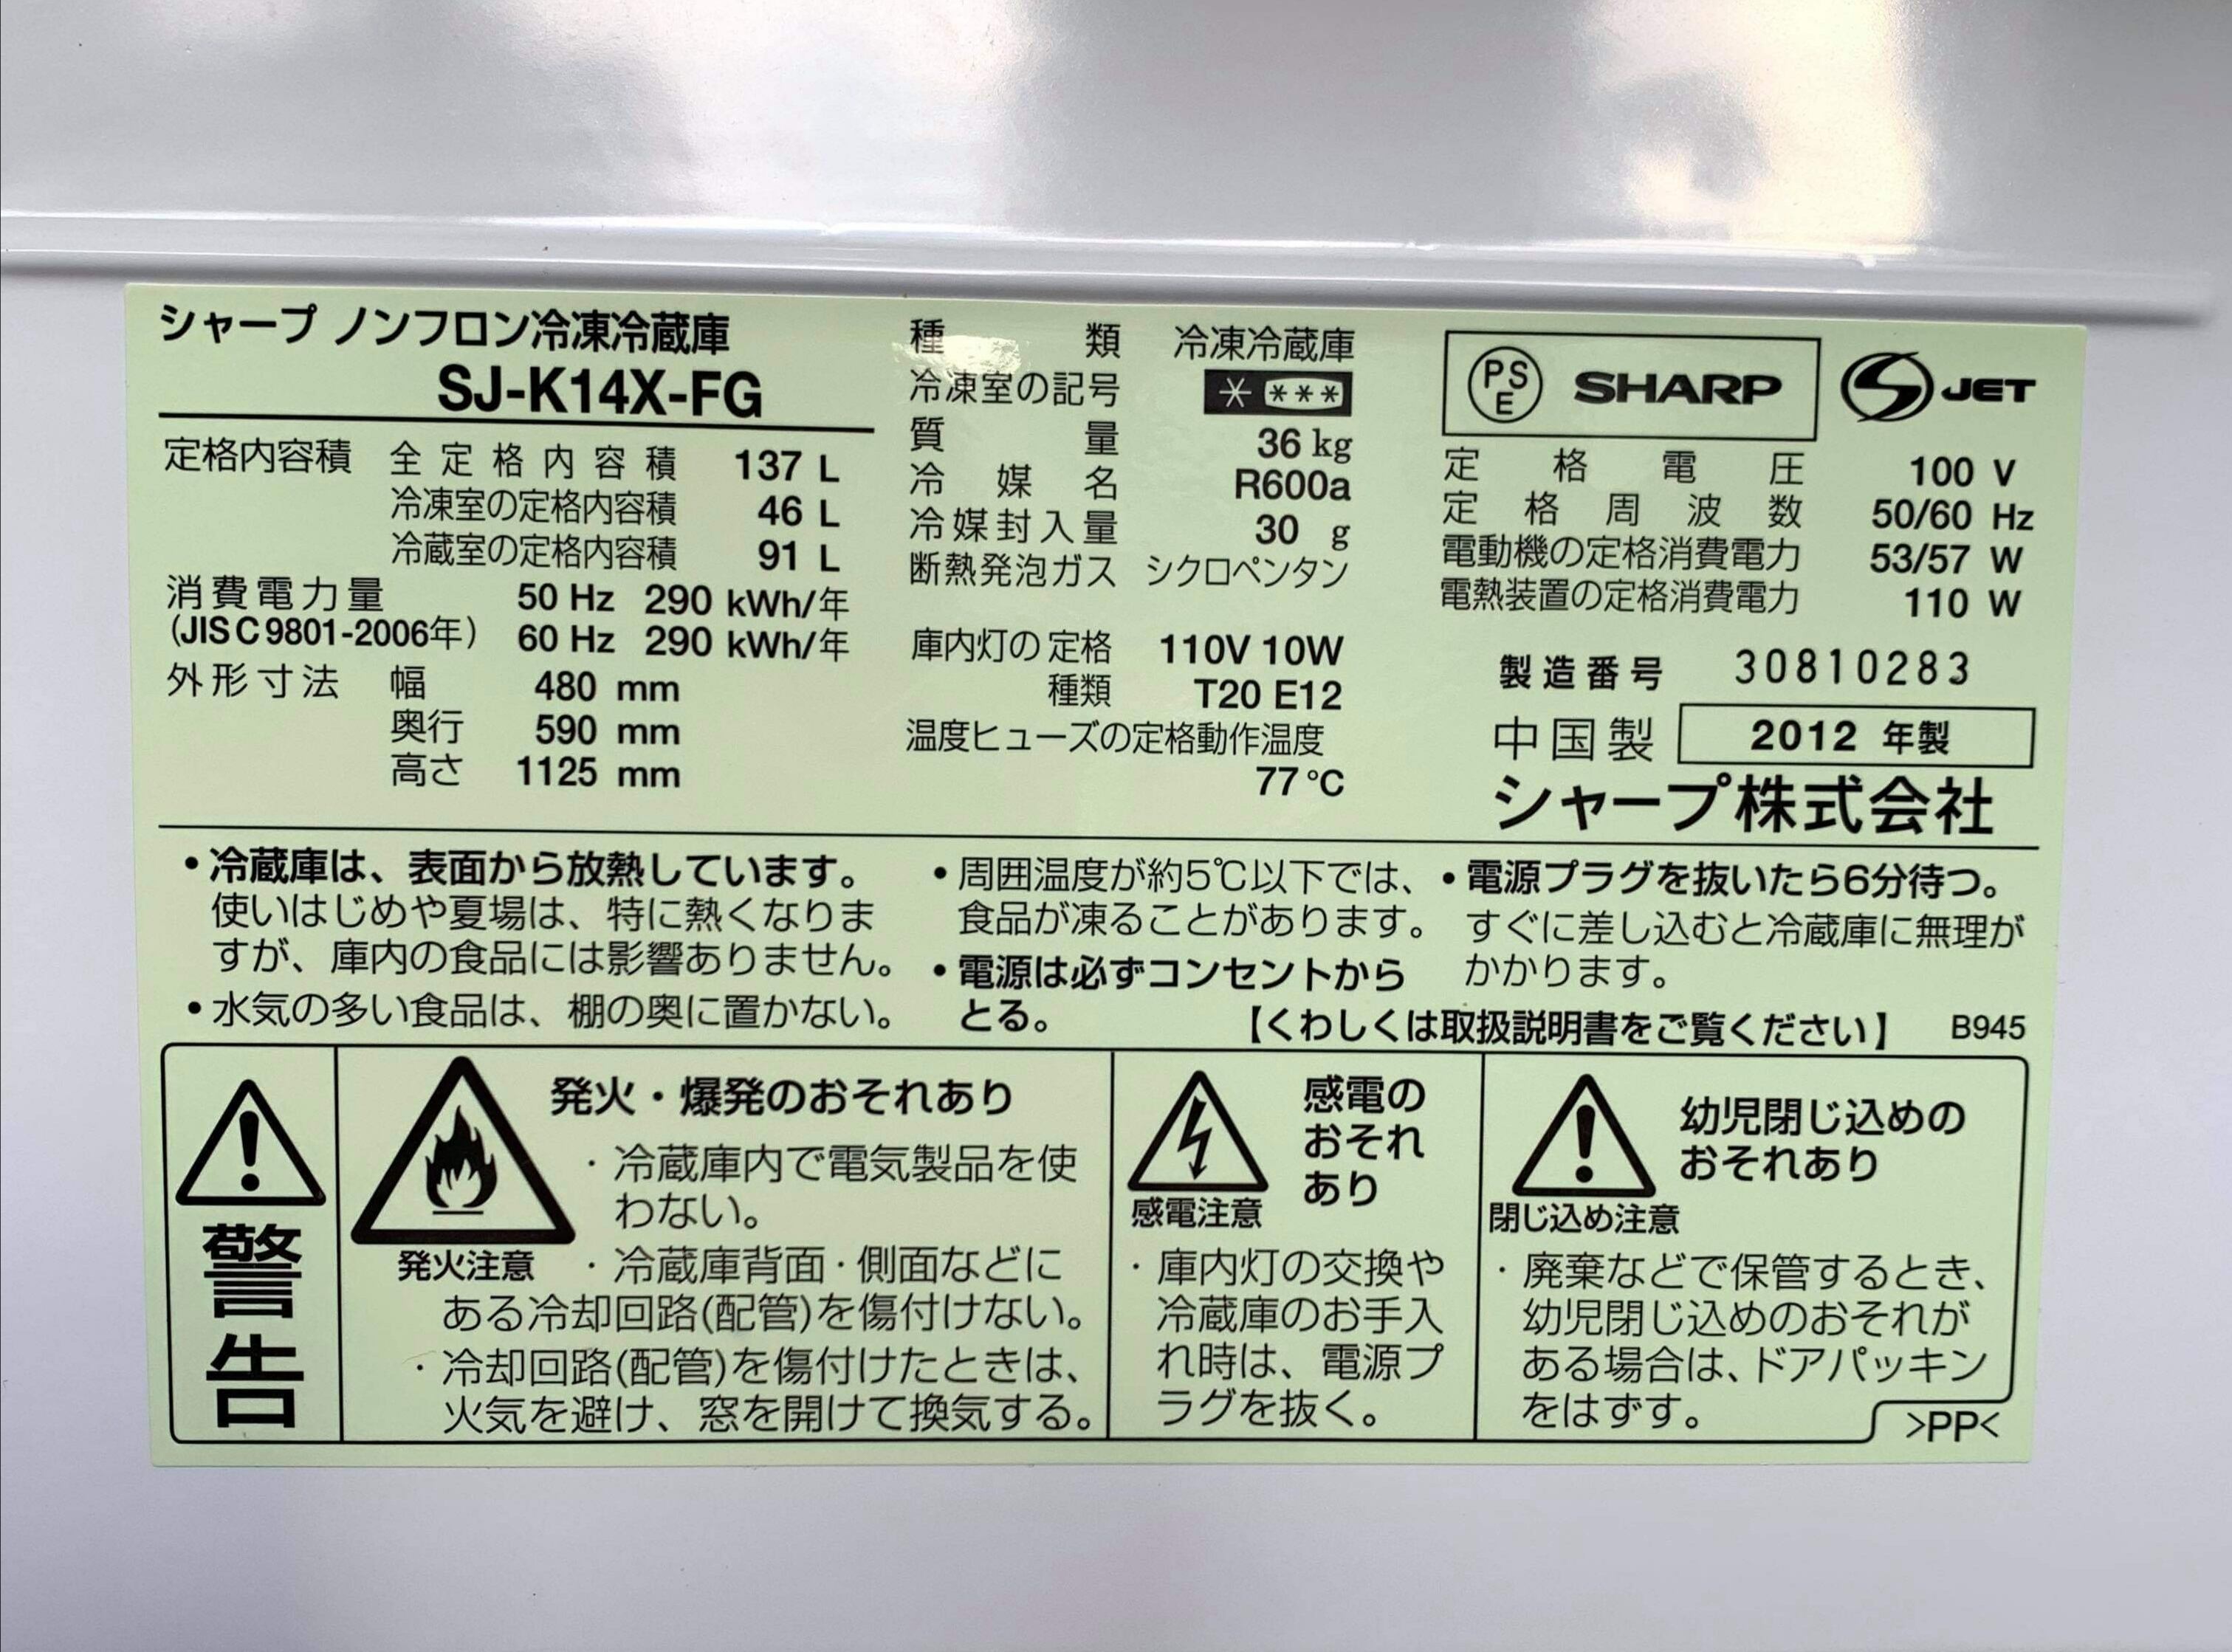 シャープ ノンフロン冷凍冷蔵庫
SJ-K14X-FG
定格内容積 全定格内容積 137 L
冷凍室の定格内容積 46 L
冷蔵室の定格内容積 91 L
消費電力量 50 Hz 290 kWh/年
(JIS C 9801-2006年) 60 Hz 290 kWh/年
外形寸法 幅 480 mm
奥行 590 mm
高さ 1125 mm
種類 冷凍冷蔵庫
冷凍室の記号 * ***
質量 36 kg
冷媒名 R600a
冷媒封入量 30 g
断熱発泡ガス シクロペンタン
庫内灯の定格 110V 10W
種類 T20 E12
温度ヒューズの定格動作温度
77℃
PSE SHARP JET
定格電圧 100 V
定格周波数 50/60 Hz
電動機の定格消費電力 53/57 W
電熱装置の定格消費電力 110 W
製造番号 30810283
中国製 2012 年製
シャープ株式会社
・冷蔵庫は、表面から放熱しています。
使いはじめや夏場は、特に熱くなりま
すが、庫内の食品には影響ありません。
・水気の多い食品は、棚の奥に置かない。
・周囲温度が約5℃以下では、
食品が凍ることがあります。
・電源は必ずコンセントから
とる。
・電源プラグを抜いたら6分待つ。
すぐに差し込むと冷蔵庫に無理が
かかります。
【くわしくは取扱説明書をご覧ください】 B945
警告
発火注意
発火・爆発のおそれあり
・冷蔵庫内で電気製品を使
わない。
・冷蔵庫背面・側面などに
ある冷却回路(配管)を傷付けない。
・冷却回路(配管)を傷付けたときは、
火気を避け、窓を開けて換気する。
感電注意
感電の
おそれ
あり
・庫内灯の交換や
冷蔵庫のお手入
れ時は、電源プ
ラグを抜く。
閉じ込め注意
幼児閉じ込めの
おそれあり
・廃棄などで保管するとき、
幼児閉じ込めのおそれが
ある場合は、ドアパッキン
をはずす。
>PP<